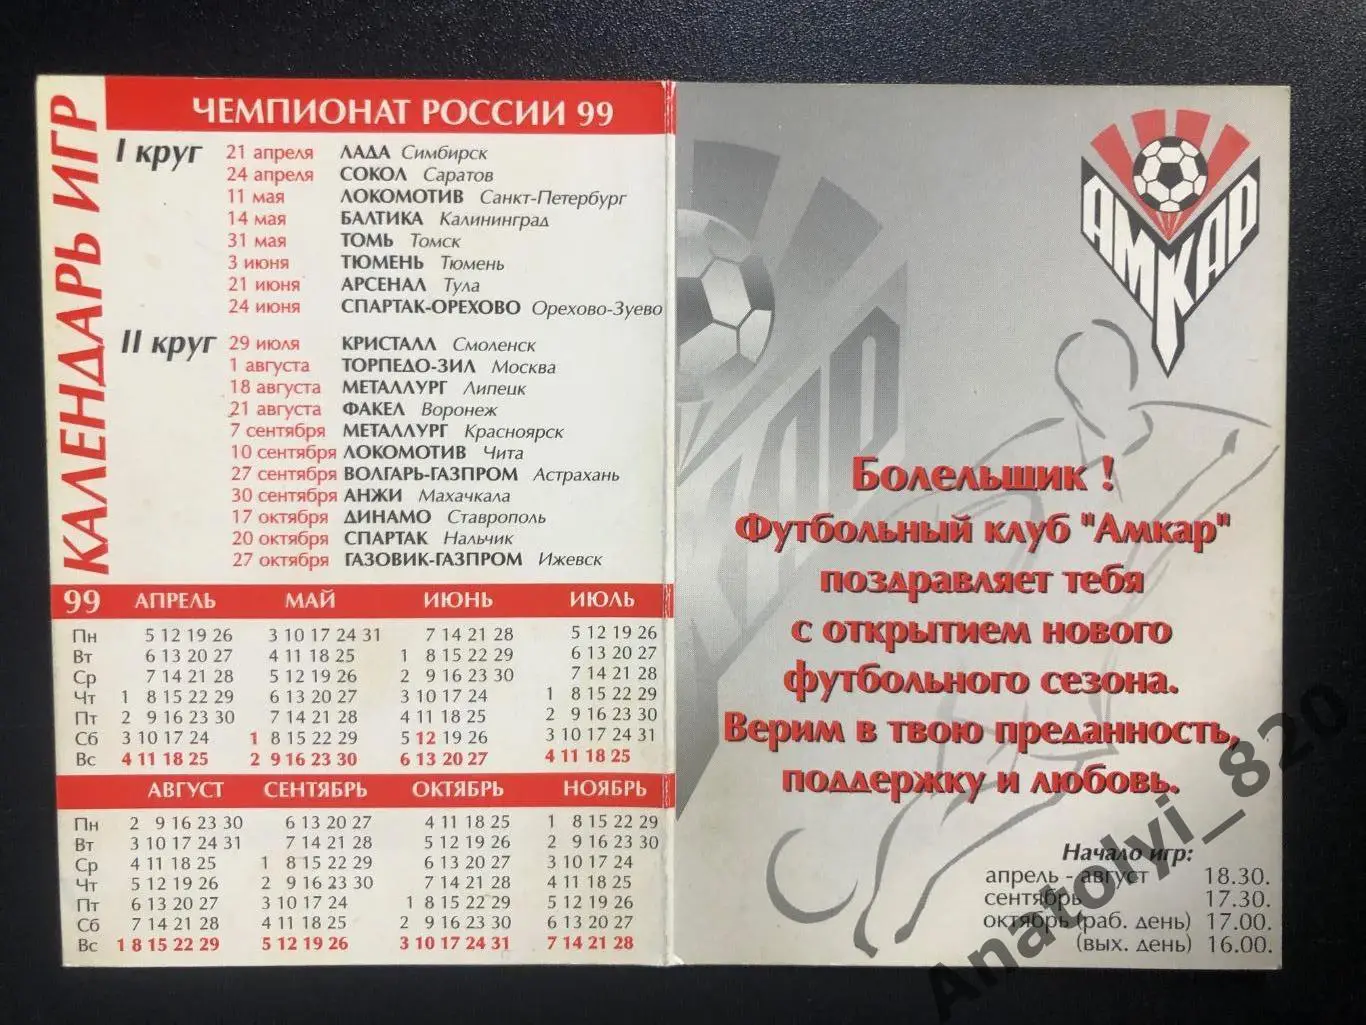 КАЛЕНДАРЬ ИГР
ЧЕМПИОНАТ РОССИИ 99
I круг 21 апреля ЛАДА Симбирск
24 апреля СОКОЛ Саратов
11 мая ЛОКОМОТИВ Санкт-Петербург
14 мая БАЛТИКА Калининград
31 мая ТОМЬ Томск
3 июня ТЮМЕНЬ Тюмень
21 июня АРСЕНАЛ Тула
24 июня СПАРТАК-ОРЕХОВО Орехово-Зуево
II круг 29 июля КРИСТАЛЛ Смоленск
1 августа ТОРПЕДО-ЗИЛ Москва
18 августа МЕТАЛЛУРГ Липецк
21 августа ФАКЕЛ Воронеж
7 сентября МЕТАЛЛУРГ Красноярск
10 сентября ЛОКОМОТИВ Чита
27 сентября ВОЛГАРЬ-ГАЗПРОМ Астрахань
30 сентября АНЖИ Махачкала
17 октября ДИНАМО Ставрополь
20 октября СПАРТАК Нальчик
27 октября ГАЗОВИК-ГАЗПРОМ Ижевск
99 АПРЕЛЬ МАЙ ИЮНЬ ИЮЛЬ
Пн 5 12 19 26 3 10 17 24 31 7 14 21 28 5 12 19 26
Вт 6 13 20 27 4 11 18 25 1 8 15 22 29 6 13 20 27
Ср 7 14 21 28 5 12 19 26 2 9 16 23 30 7 14 21 28
Чт 1 8 15 22 29 6 13 20 27 3 10 17 24 1 8 15 22 29
Пт 2 9 16 23 30 7 14 21 28 4 11 18 25 2 9 16 23 30
Сб 3 10 17 24 1 8 15 22 29 5 12 19 26 3 10 17 24 31
Вс 4 11 18 25 2 9 16 23 30 6 13 20 27 4 11 18 25
АВГУСТ СЕНТЯБРЬ ОКТЯБРЬ НОЯБРЬ
Пн 2 9 16 23 30 6 13 20 27 4 11 18 25 1 8 15 22 29
Вт 3 10 17 24 31 7 14 21 28 5 12 19 26 2 9 16 23 30
Ср 4 11 18 25 1 8 15 22 29 6 13 20 27 3 10 17 24
Чт 5 12 19 26 2 9 16 23 30 7 14 21 28 4 11 18 25
Пт 6 13 20 27 3 10 17 24 1 8 15 22 29 5 12 19 26
Сб 7 14 21 28 4 11 18 25 2 9 16 23 30 6 13 20 27
Вс 1 8 15 22 29 5 12 19 26 3 10 17 24 31 7 14 21 28
АМКАР
Болельщик !
Футбольный клуб "Амкар"
поздравляет тебя
с открытием нового
футбольного сезона.
Верим в твою преданность,
поддержку и любовь.
Начало игр:
апрель - август 18.30.
сентябрь 17.30.
октябрь (раб. день) 17.00.
(вых. день) 16.00.
Anatolyi_820